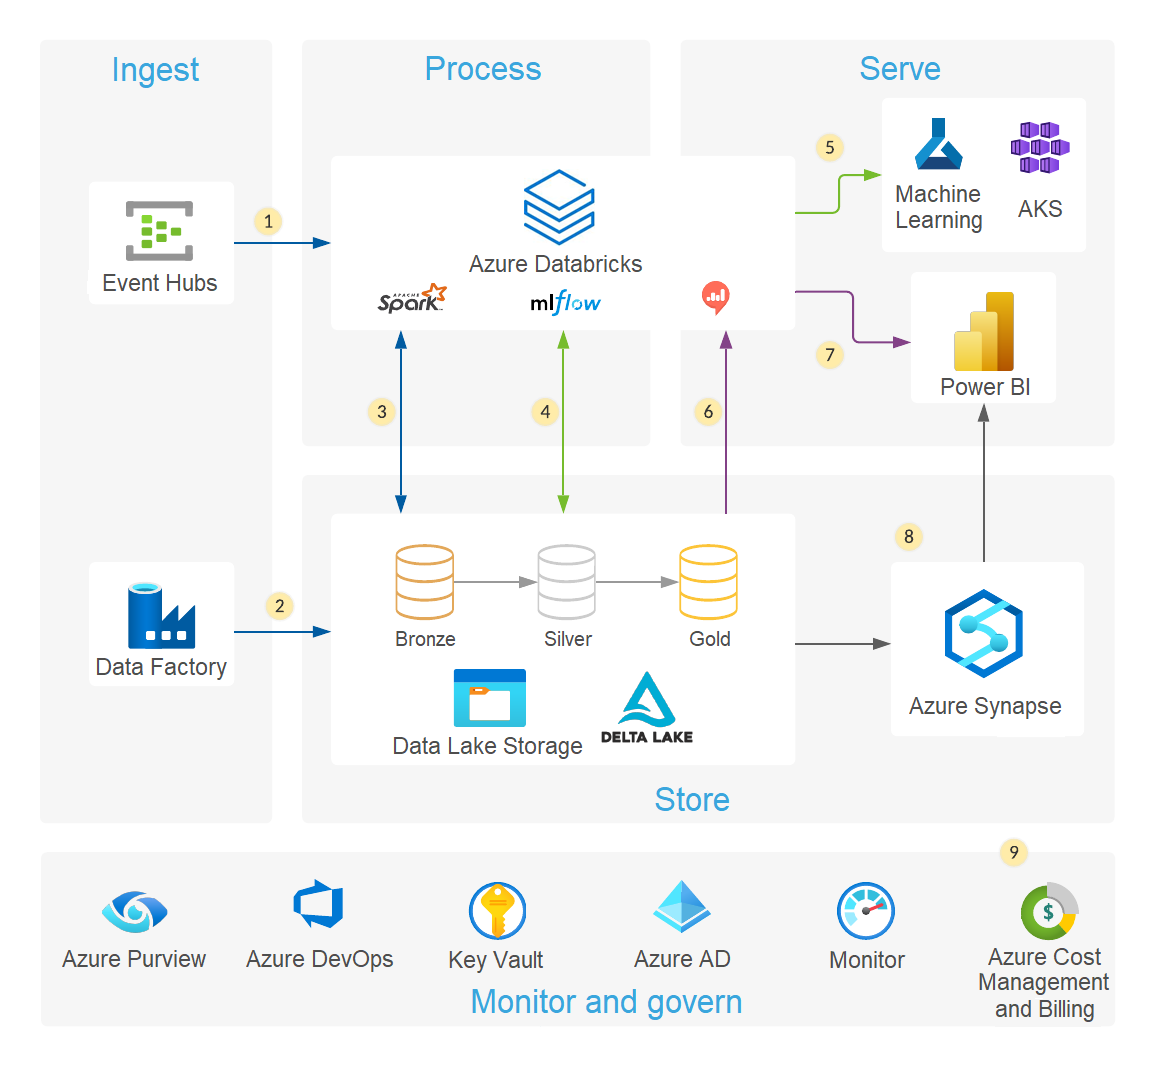 Ingest
Process
Serve
5
Machine
Learning
AKS
1
Event Hubs
Azure Databricks
APACHE
Spark
mlflow
7
Power BI
3
4
6
8
2
Data Factory
Bronze
Silver
Gold
Data Lake Storage
DELTA LAKE
Azure Synapse
Store
9
$
Azure Purview
Azure DevOps
Key Vault
Azure AD
Monitor
Azure Cost
Management
and Billing
Monitor and govern